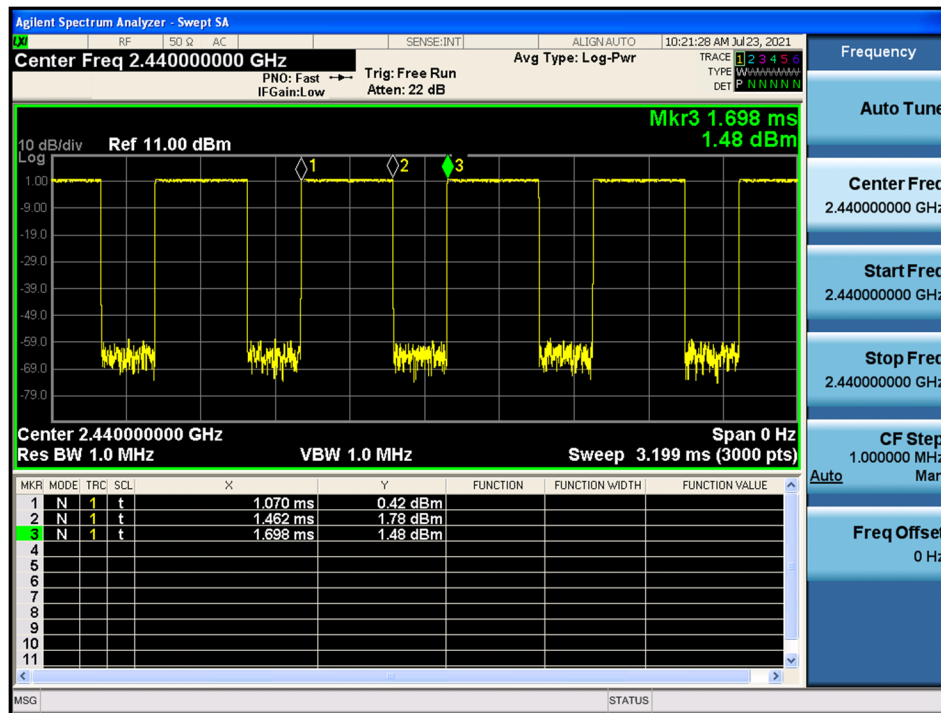 Agilent Spectrum Analyzer - Swept SA
LXI RF 50 Ω AC SENSE:INT ALIGN AUTO 10:21:28 AM Jul 23, 2021
Center Freq 2.440000000 GHz
PNO: Fast
IFGain:Low
Trig: Free Run
Atten: 22 dB
Avg Type: Log-Pwr
TRACE 1 2 3 4 5 6
TYPE W
DET P N N N N N
Mkr3 1.698 ms
1.48 dBm
10 dB/div
Log
Ref 11.00 dBm
1 2 3
1.00
-9.00
-19.0
-29.0
-39.0
-49.0
-59.0
-69.0
-79.0
Center 2.440000000 GHz Span 0 Hz
Res BW 1.0 MHz VBW 1.0 MHz Sweep 3.199 ms (3000 pts)
MKR MODE TRC SCL X Y FUNCTION FUNCTION WIDTH FUNCTION VALUE
1 N 1 t 1.070 ms 0.42 dBm
2 N 1 t 1.462 ms 1.78 dBm
3 N 1 t 1.698 ms 1.48 dBm
4
5
6
7
8
9
10
11
MSG STATUS
Frequency
Auto Tune
Center Freq
2.440000000 GHz
Start Freq
2.440000000 GHz
Stop Freq
2.440000000 GHz
CF Step
1.000000 MHz
Auto Man
Freq Offset
0 Hz